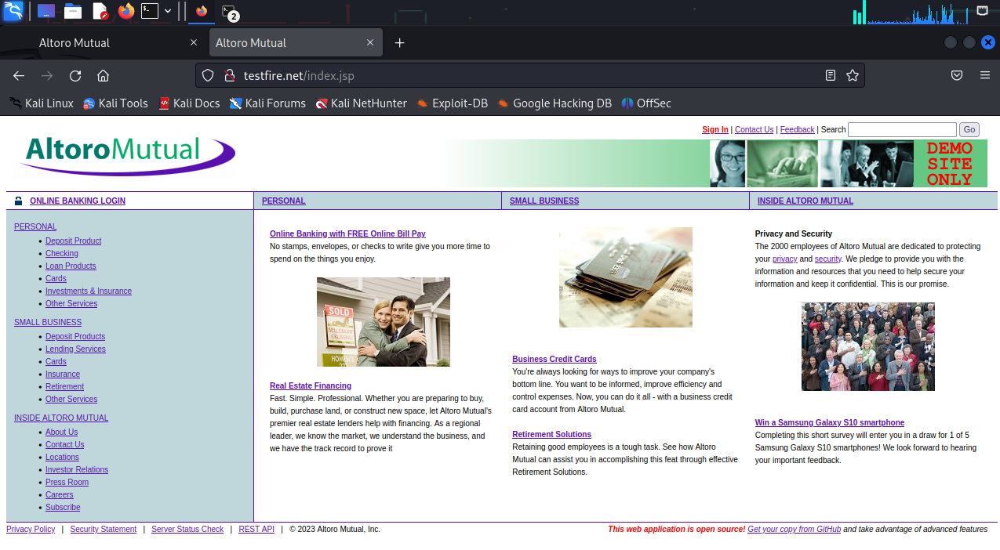 2
Altoro Mutual
Altoro Mutual
testfire.net/index.jsp
Kali Linux Kali Tools Kali Docs Kali Forums Kali NetHunter Exploit-DB Google Hacking DB OffSec
Sign In | Contact Us | Feedback | Search Go
AltoroMutual
DEMO
SITE
ONLY
ONLINE BANKING LOGIN
PERSONAL
SMALL BUSINESS
INSIDE ALTORO MUTUAL
PERSONAL
Deposit Product
Checking
Loan Products
Cards
Investments & Insurance
Other Services
SMALL BUSINESS
Deposit Products
Lending Services
Cards
Insurance
Retirement
Other Services
INSIDE ALTORO MUTUAL
About Us
Contact Us
Locations
Investor Relations
Press Room
Careers
Subscribe
Online Banking with FREE Online Bill Pay
No stamps, envelopes, or checks to write give you more time to
spend on the things you enjoy.
SOLD
Real Estate Financing
Fast. Simple. Professional. Whether you are preparing to buy,
build, purchase land, or construct new space, let Altoro Mutual's
premier real estate lenders help with financing. As a regional
leader, we know the market, we understand the business, and
we have the track record to prove it
Business Credit Cards
You're always looking for ways to improve your company's
bottom line. You want to be informed, improve efficiency and
control expenses. Now, you can do it all - with a business credit
card account from Altoro Mutual.
Retirement Solutions
Retaining good employees is a tough task. See how Altoro
Mutual can assist you in accomplishing this feat through effective
Retirement Solutions.
Privacy and Security
The 2000 employees of Altoro Mutual are dedicated to protecting
your privacy and security. We pledge to provide you with the
information and resources that you need to help secure your
information and keep it confidential. This is our promise.
Win a Samsung Galaxy S10 smartphone
Completing this short survey will enter you in a draw for 1 of 5
Samsung Galaxy S10 smartphones! We look forward to hearing
your important feedback.
Privacy Policy | Security Statement | Server Status Check | REST API | © 2023 Altoro Mutual, Inc.
This web application is open source! Get your copy from GitHub and take advantage of advanced features